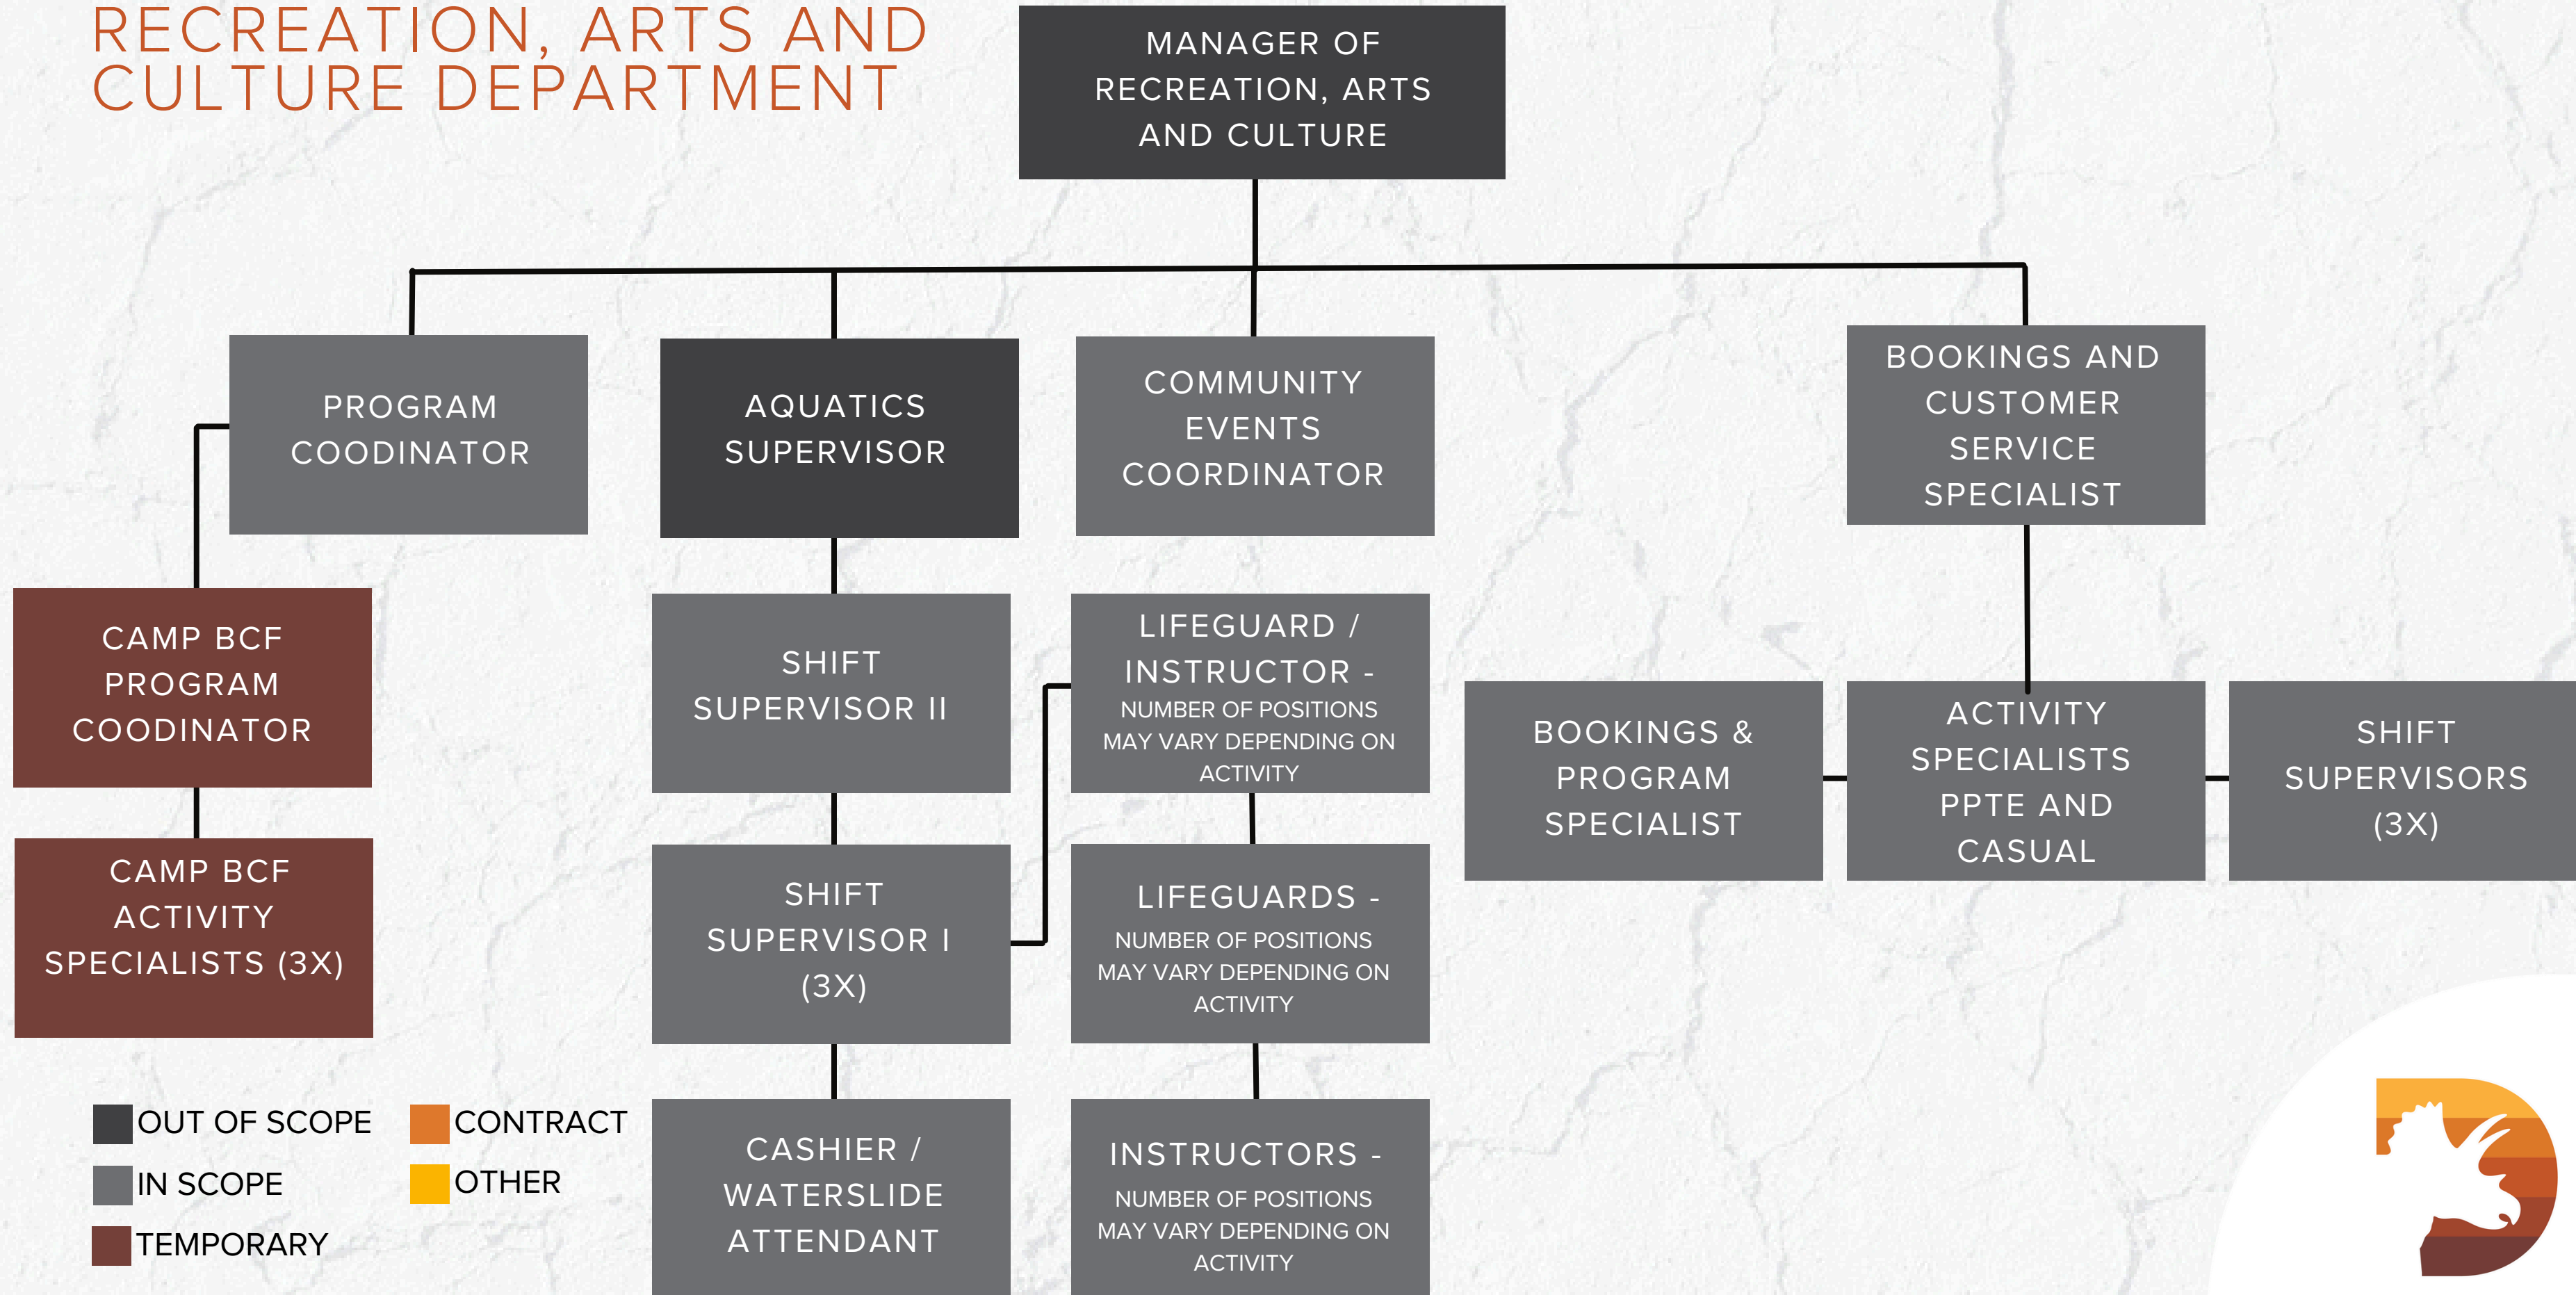 RECREATION, ARTS AND
CULTURE DEPARTMENT
MANAGER OF
RECREATION, ARTS
AND CULTURE
PROGRAM
COODINATOR
AQUATICS
SUPERVISOR
COMMUNITY
EVENTS
COORDINATOR
BOOKINGS AND
CUSTOMER
SERVICE
SPECIALIST
CAMP BCF
PROGRAM
COODINATOR
SHIFT
SUPERVISOR II
LIFEGUARD /
INSTRUCTOR -
NUMBER OF POSITIONS
MAY VARY DEPENDING ON
ACTIVITY
BOOKINGS &
PROGRAM
SPECIALIST
ACTIVITY
SPECIALISTS
PPTE AND
CASUAL
SHIFT
SUPERVISORS
(3X)
CAMP BCF
ACTIVITY
SPECIALISTS (3X)
SHIFT
SUPERVISOR I
(3X)
LIFEGUARDS -
NUMBER OF POSITIONS
MAY VARY DEPENDING ON
ACTIVITY
CASHIER /
WATERSLIDE
ATTENDANT
INSTRUCTORS -
NUMBER OF POSITIONS
MAY VARY DEPENDING ON
ACTIVITY
OUT OF SCOPE
IN SCOPE
TEMPORARY
CONTRACT
OTHER